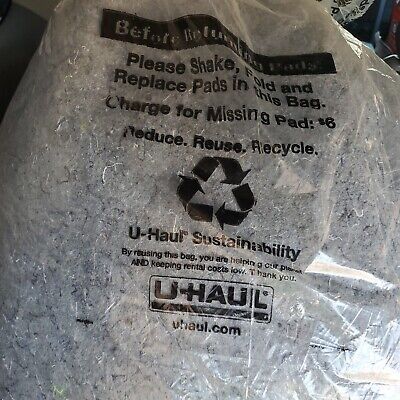 Before Returning Pads:
Please Shake, Fold and
Replace Pads in this Bag.
Charge for Missing Pad: $6
Reduce. Reuse. Recycle.
U-Haul® Sustainability
By reusing this bag, you are helping our planet
AND keeping rental costs low. Thank you.
U-HAUL®
uhaul.com